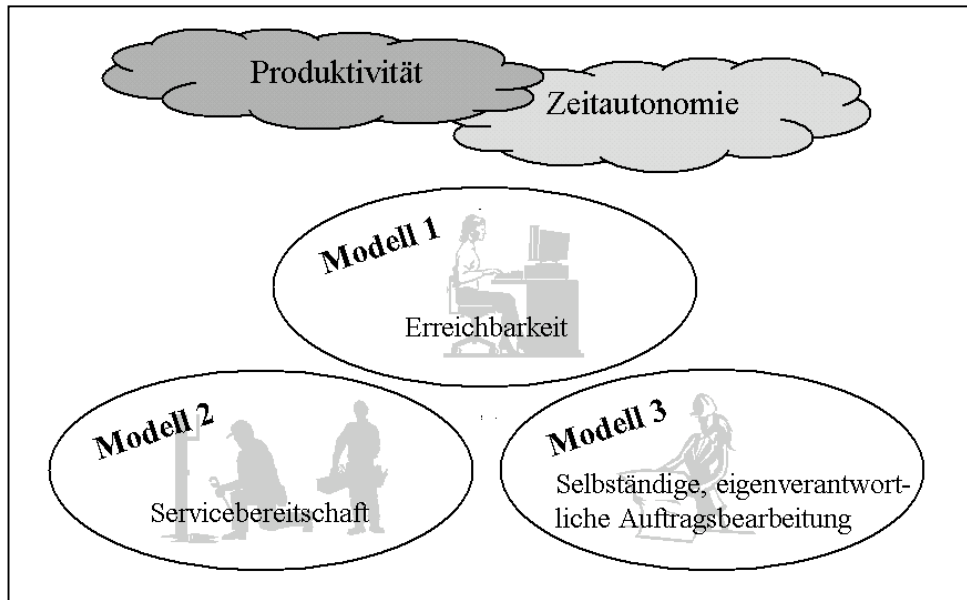 Produktivität
Zeitautonomie
Modell 1
Erreichbarkeit
Modell 2
Servicebereitschaft
Modell 3
Selbständige, eigenverantwort-
liche Auftragsbearbeitung